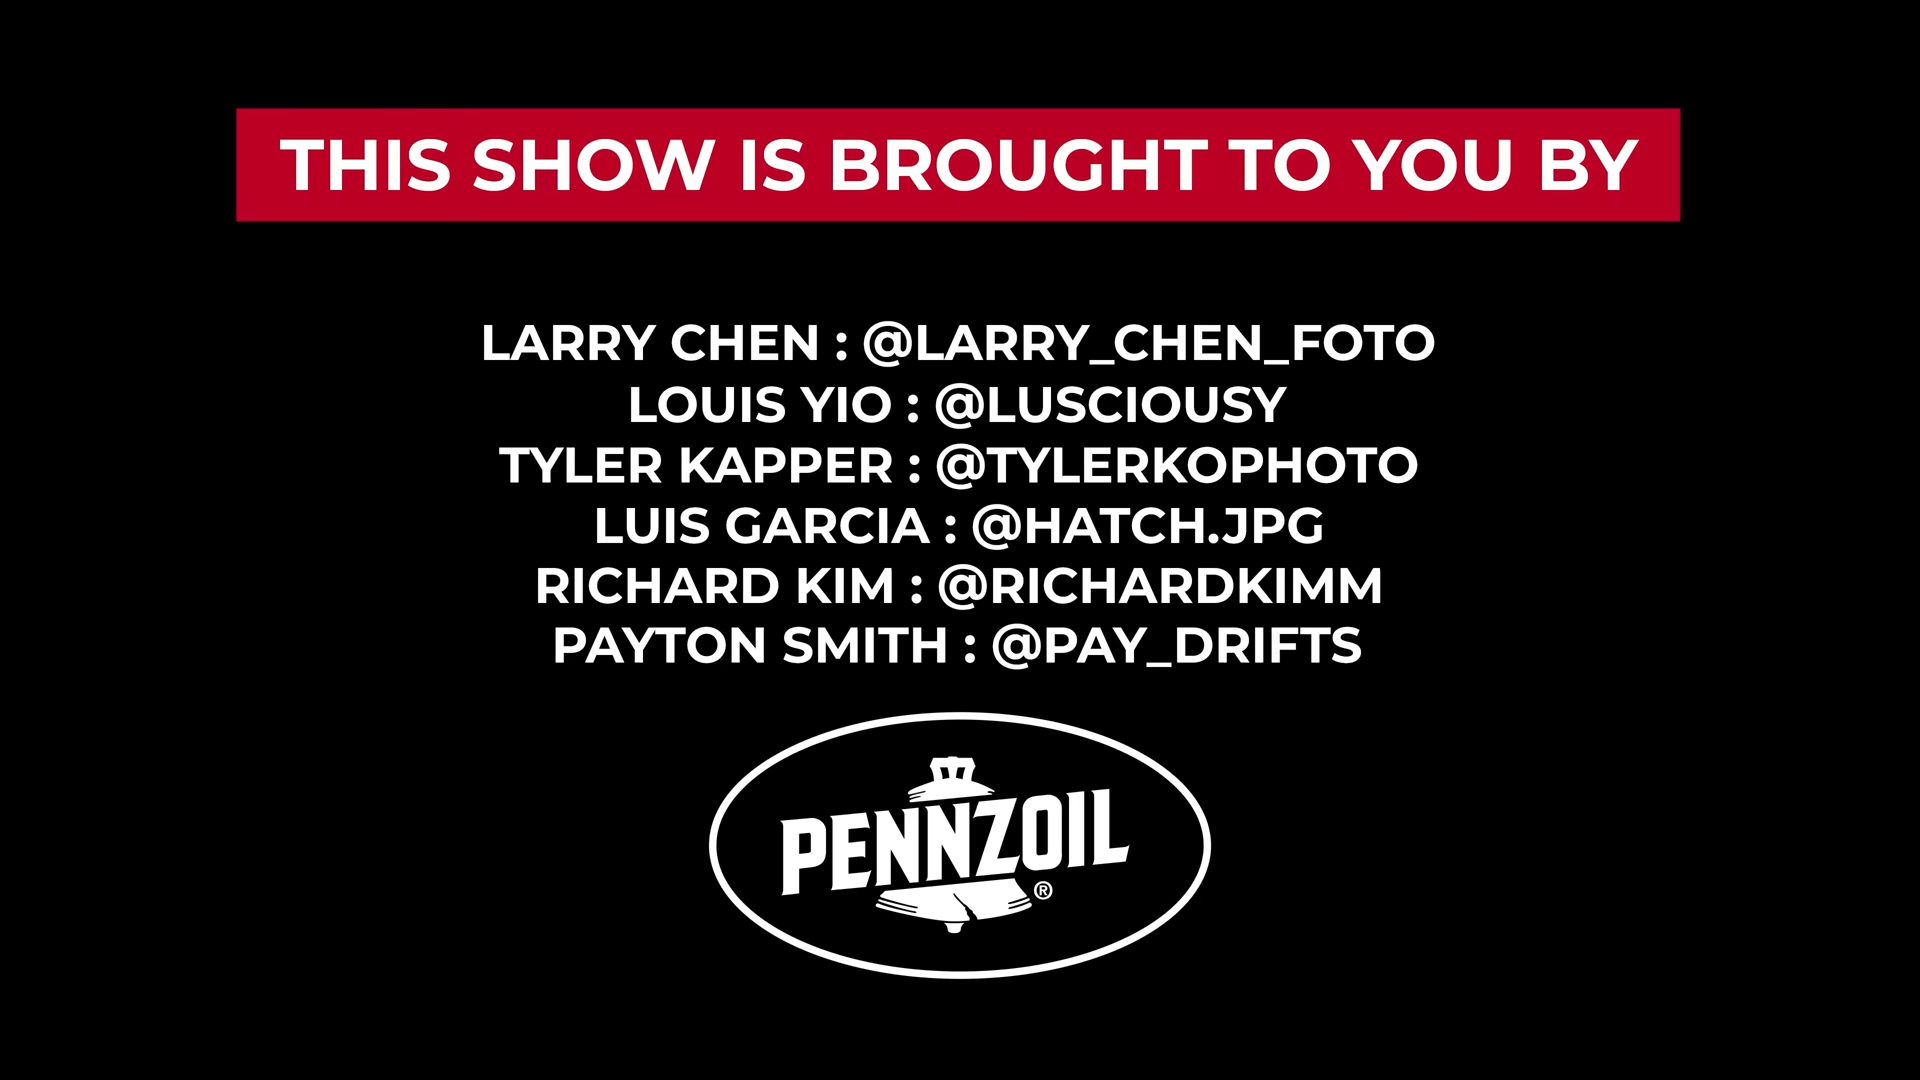 THIS SHOW IS BROUGHT TO YOU BY
LARRY CHEN : @LARRY_CHEN_FOTO
LOUIS YIO : @LUSCIOUSY
TYLER KAPPER : @TYLERKOPHOTO
LUIS GARCIA : @HATCH.JPG
RICHARD KIM : @RICHARDKIMM
PAYTON SMITH : @PAY_DRIFTS
PENNZOIL
®